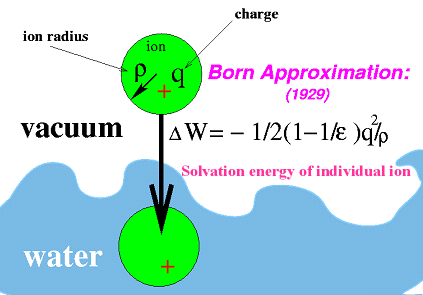 charge
ion radius
ion
ρ q
+
Born Approximation:
(1929)
vacuum
ΔW= − 1/2(1−1/ε )q²/ρ
Solvation energy of individual ion
water
+